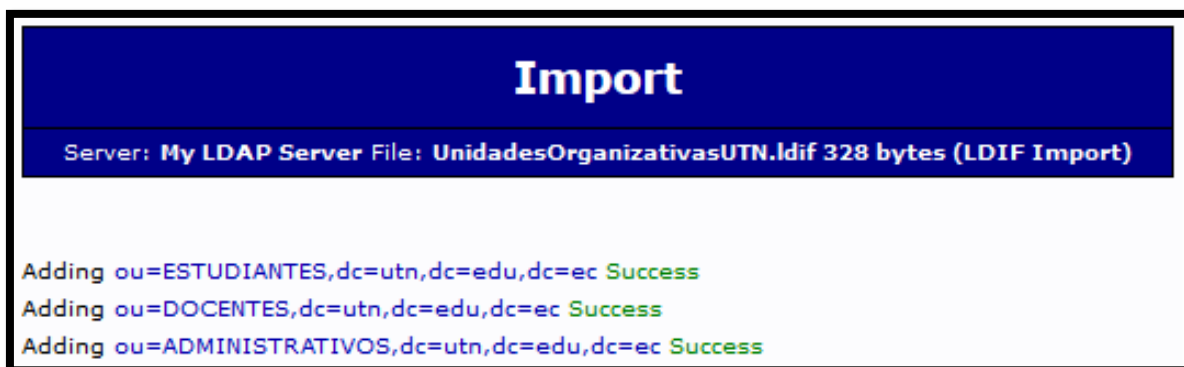 Import
Server: My LDAP Server File: UnidadesOrganizativasUTN.ldif 328 bytes (LDIF Import)
Adding ou=ESTUDIANTES,dc=utn,dc=edu,dc=ec Success
Adding ou=DOCENTES,dc=utn,dc=edu,dc=ec Success
Adding ou=ADMINISTRATIVOS,dc=utn,dc=edu,dc=ec Success